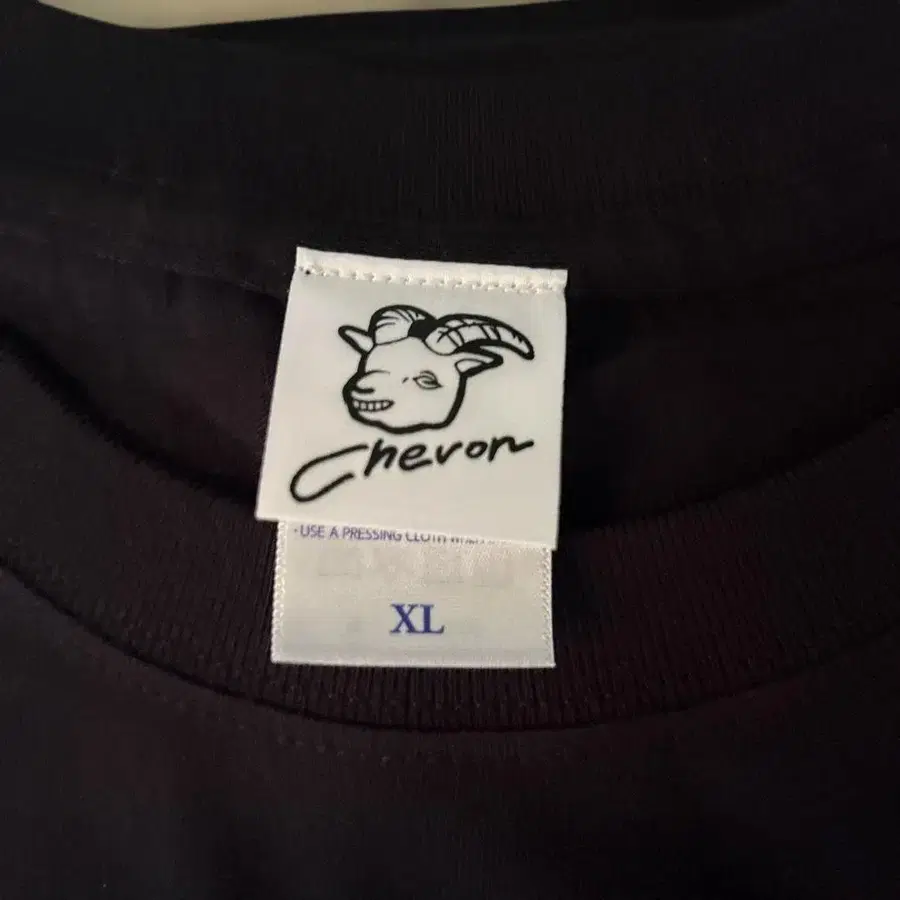 Chevon
· USE A PRESSING CLOTH
XL